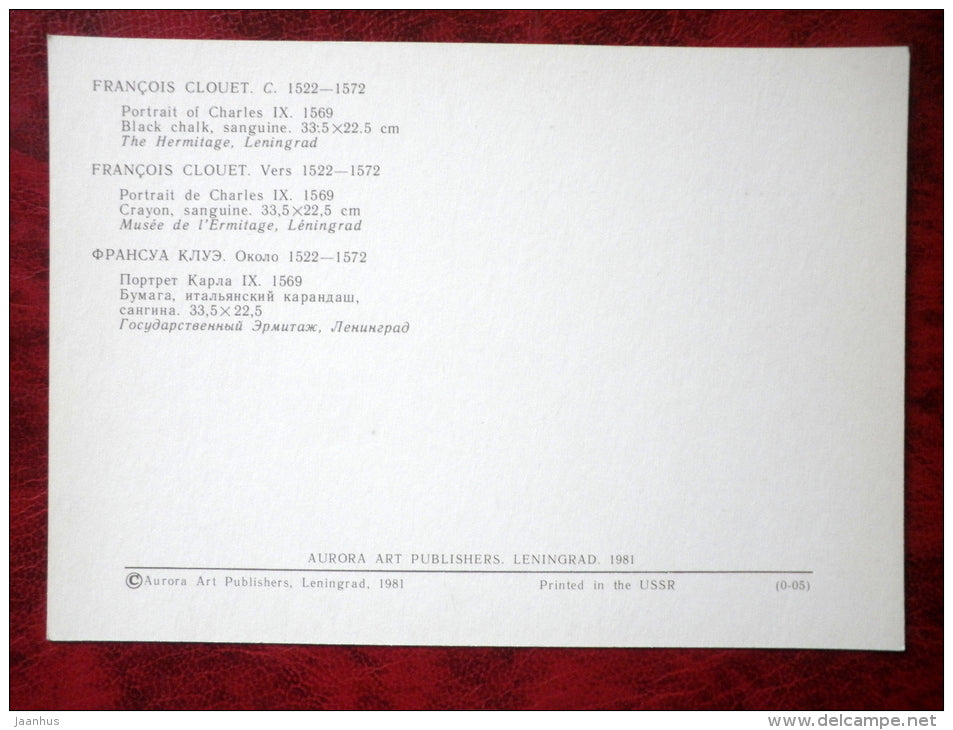 FRANÇOIS CLOUET. C. 1522—1572
Portrait of Charles IX. 1569
Black chalk, sanguine. 33.5×22.5 cm
The Hermitage, Leningrad
FRANÇOIS CLOUET. Vers 1522—1572
Portrait de Charles IX. 1569
Crayon, sanguine. 33,5×22,5 cm
Musée de l'Ermitage, Léningrad
ФРАНСУА КЛУЭ. Около 1522—1572
Портрет Карла IX. 1569
Бумага, итальянский карандаш,
сангина. 33,5×22,5
Государственный Эрмитаж, Ленинград
AURORA ART PUBLISHERS. LENINGRAD. 1981
©Aurora Art Publishers, Leningrad, 1981 Printed in the USSR (0-05)
jaanhus www.delcampe.net